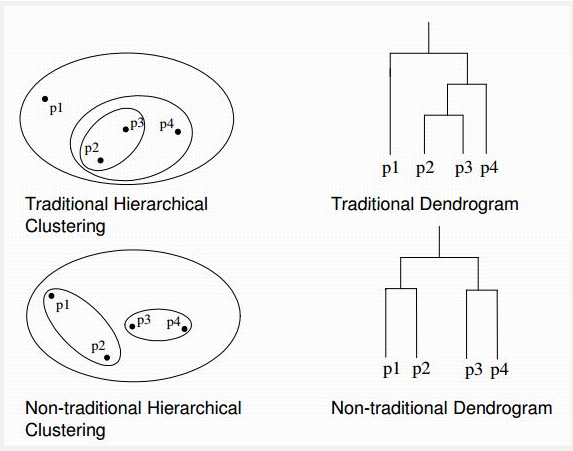 p1
p3
p4
p2
p1 p2 p3 p4
Traditional Hierarchical
Clustering
Traditional Dendrogram
p1
p3 p4
p2
p1 p2 p3 p4
Non-traditional Hierarchical
Clustering
Non-traditional Dendrogram